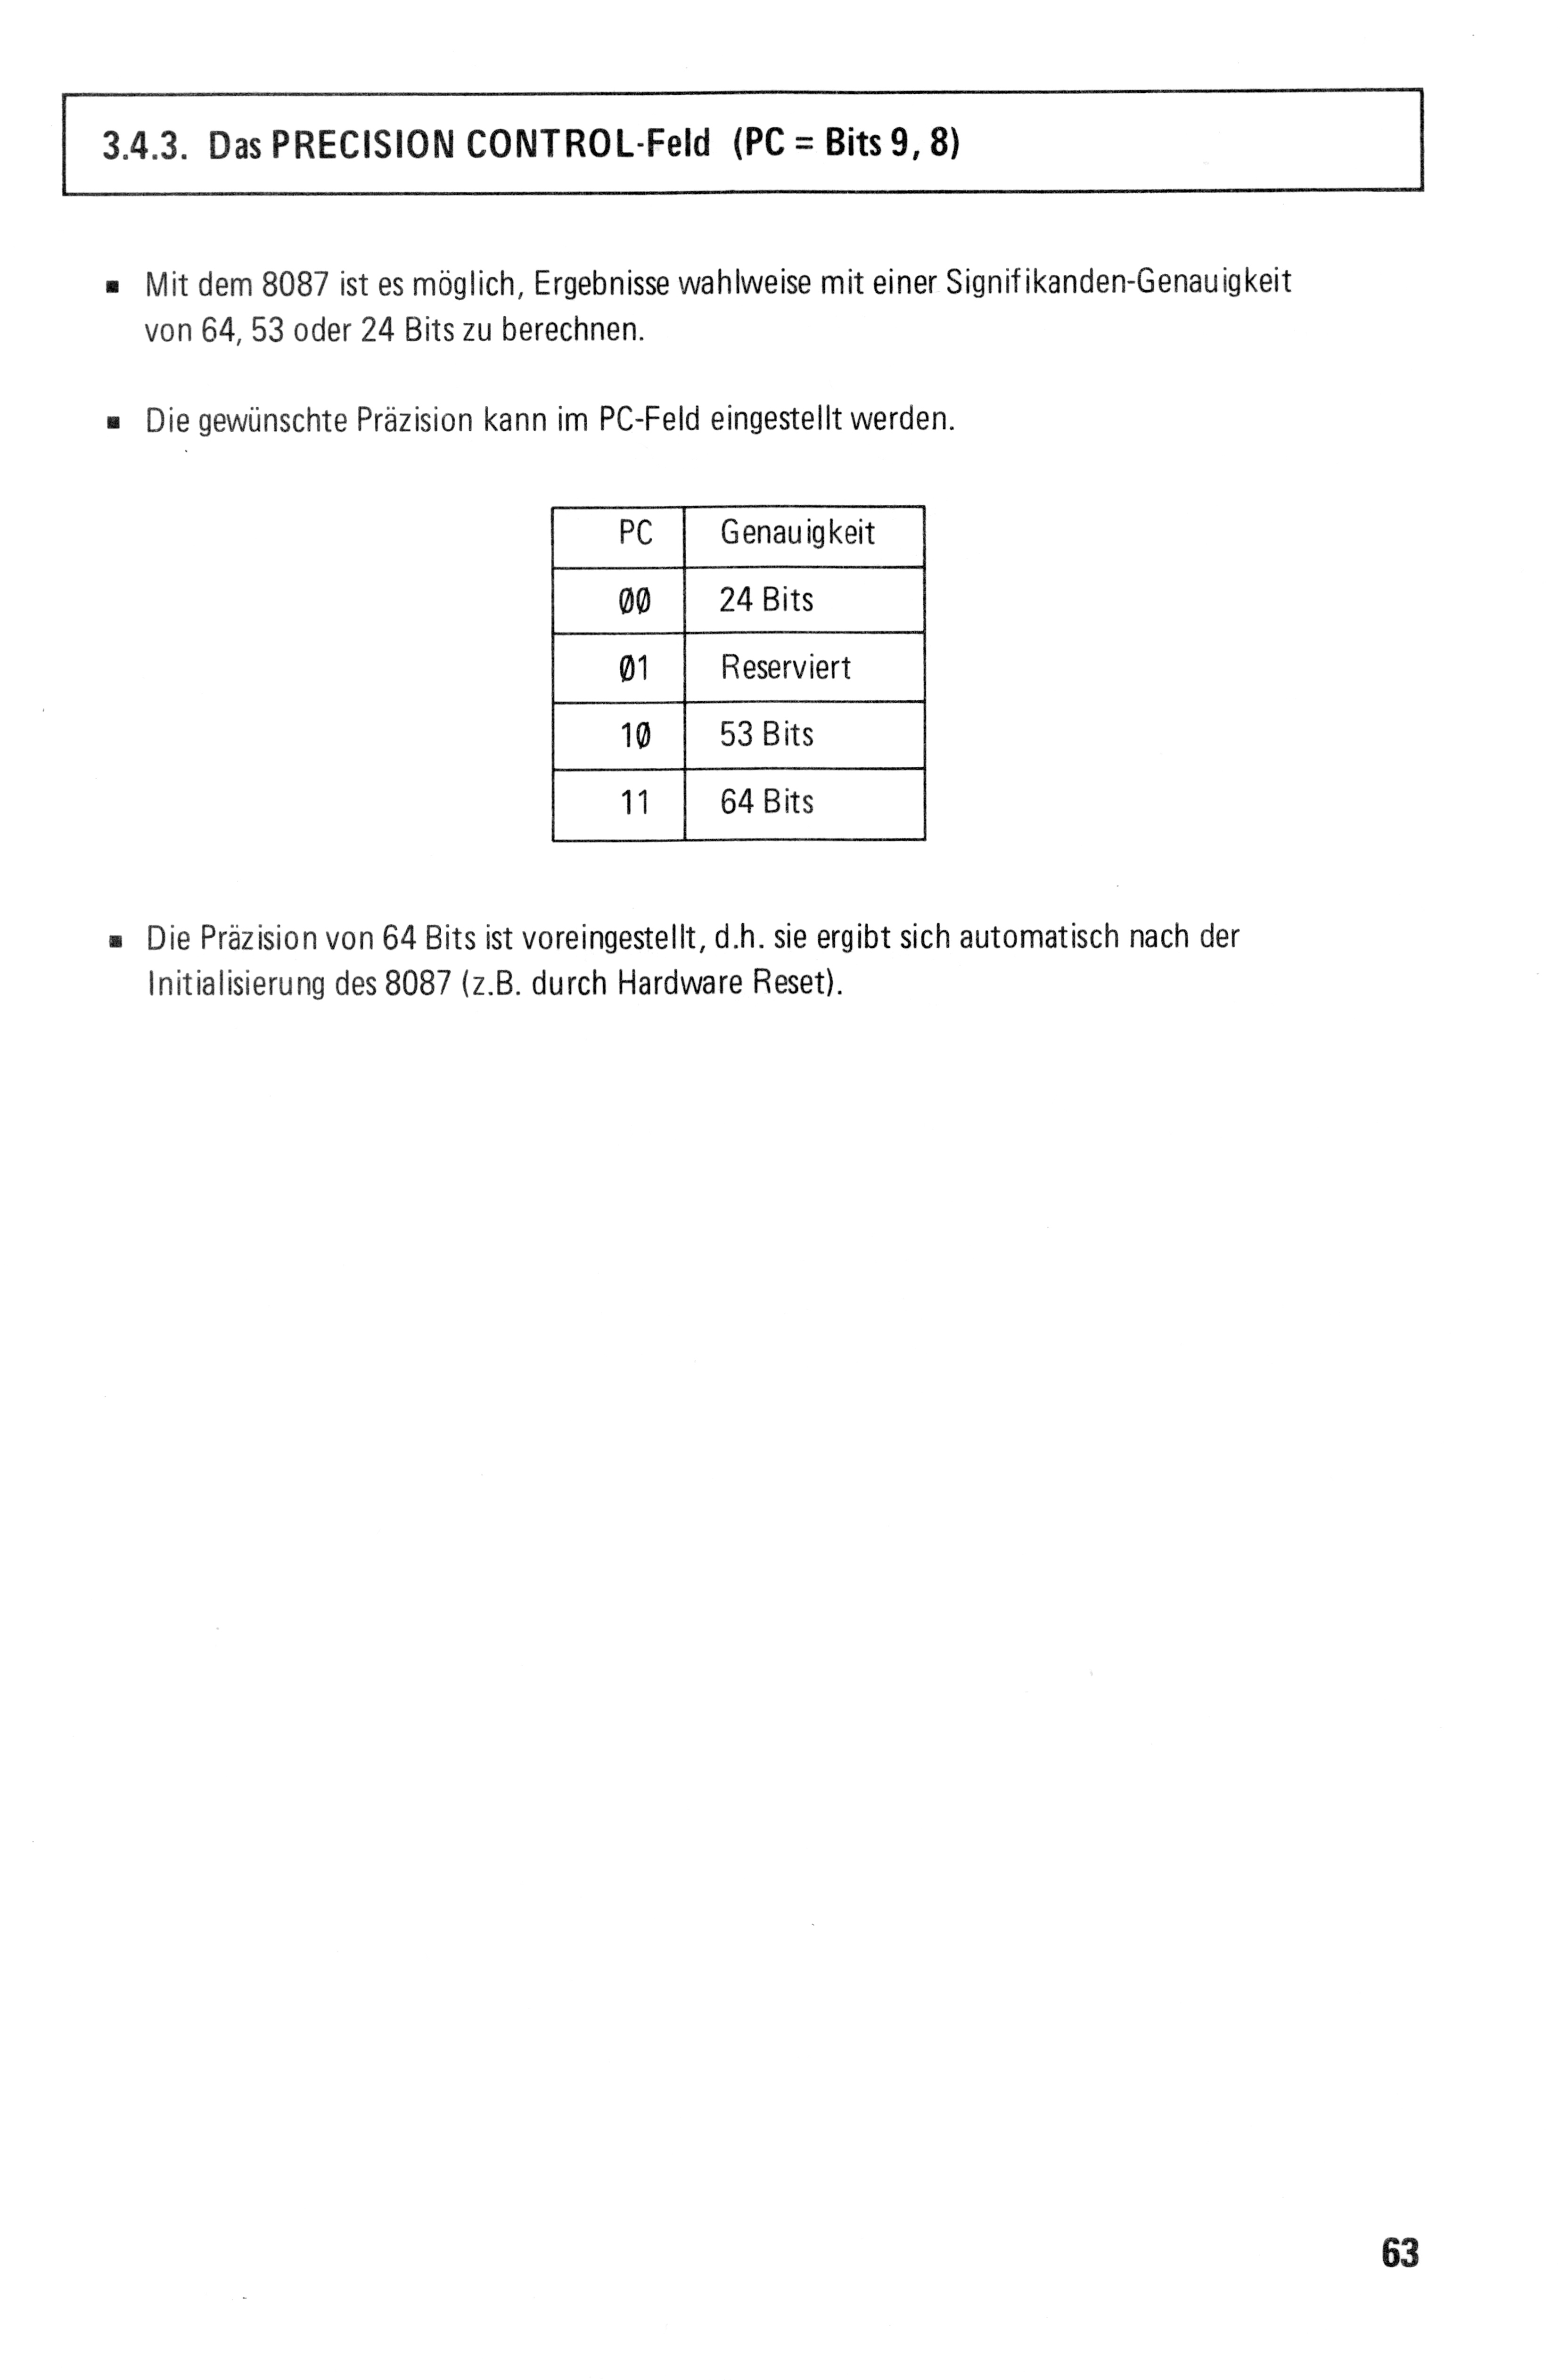 3.4.3. Das PRECISION CONTROL-Feld (PC = Bits 9, 8)
▪ Mit dem 8087 ist es möglich, Ergebnisse wahlweise mit einer Signifikanden-Genauigkeit
von 64, 53 oder 24 Bits zu berechnen.
▪ Die gewünschte Präzision kann im PC-Feld eingestellt werden.
PC Genauigkeit
00 24 Bits
01 Reserviert
10 53 Bits
11 64 Bits
▪ Die Präzision von 64 Bits ist voreingestellt, d.h. sie ergibt sich automatisch nach der
Initialisierung des 8087 (z.B. durch Hardware Reset).
63